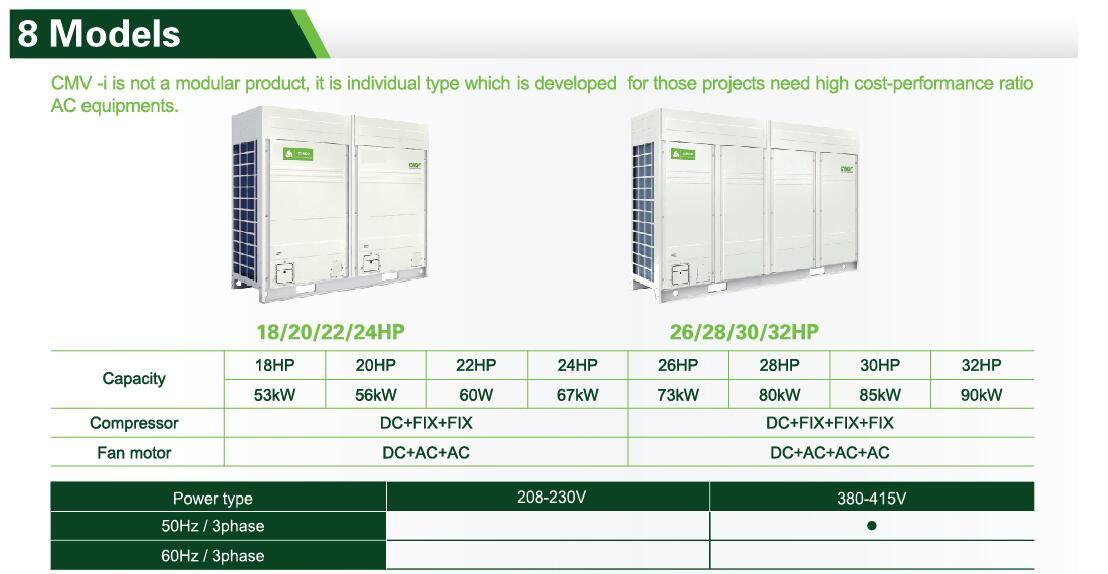 8 Models
CMV -i is not a modular product, it is individual type which is developed for those projects need high cost-performance ratio
AC equipments.
18/20/22/24HP
26/28/30/32HP
Capacity
18HP 20HP 22HP 24HP 26HP 28HP 30HP 32HP
53kW 56kW 60W 67kW 73kW 80kW 85kW 90kW
Compressor DC+FIX+FIX DC+FIX+FIX+FIX
Fan motor DC+AC+AC DC+AC+AC+AC
Power type 208-230V 380-415V
50Hz / 3phase ●
60Hz / 3phase